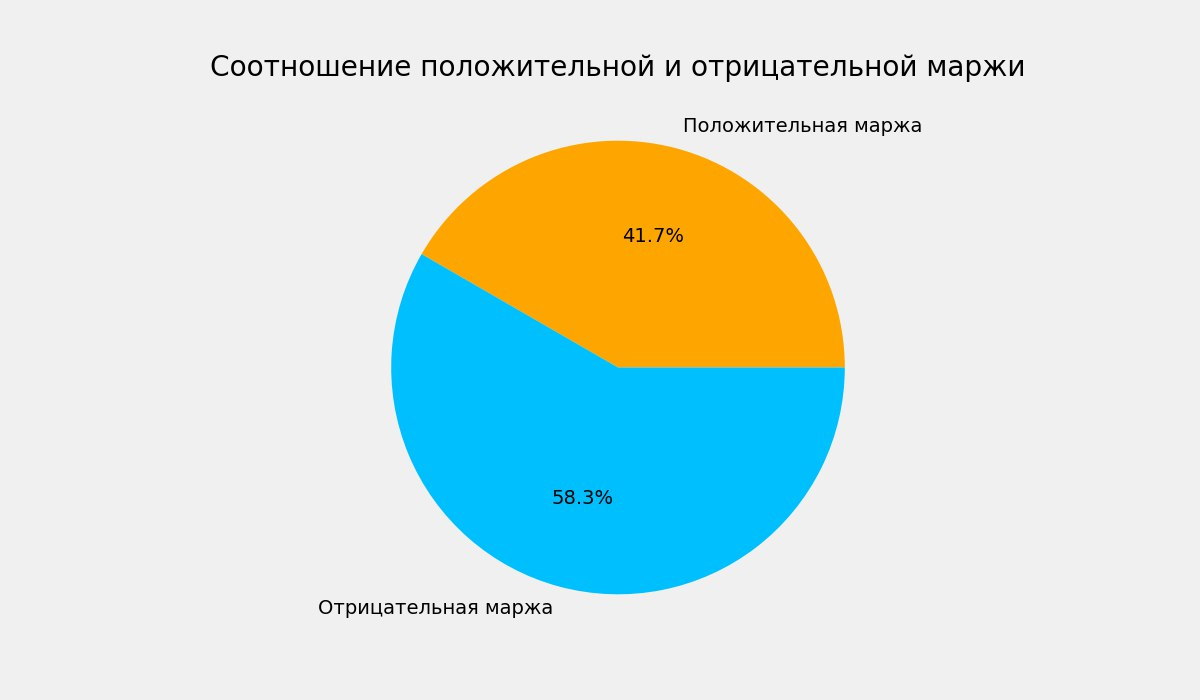 Соотношение положительной и отрицательной маржи
Положительная маржа
41.7%
58.3%
Отрицательная маржа